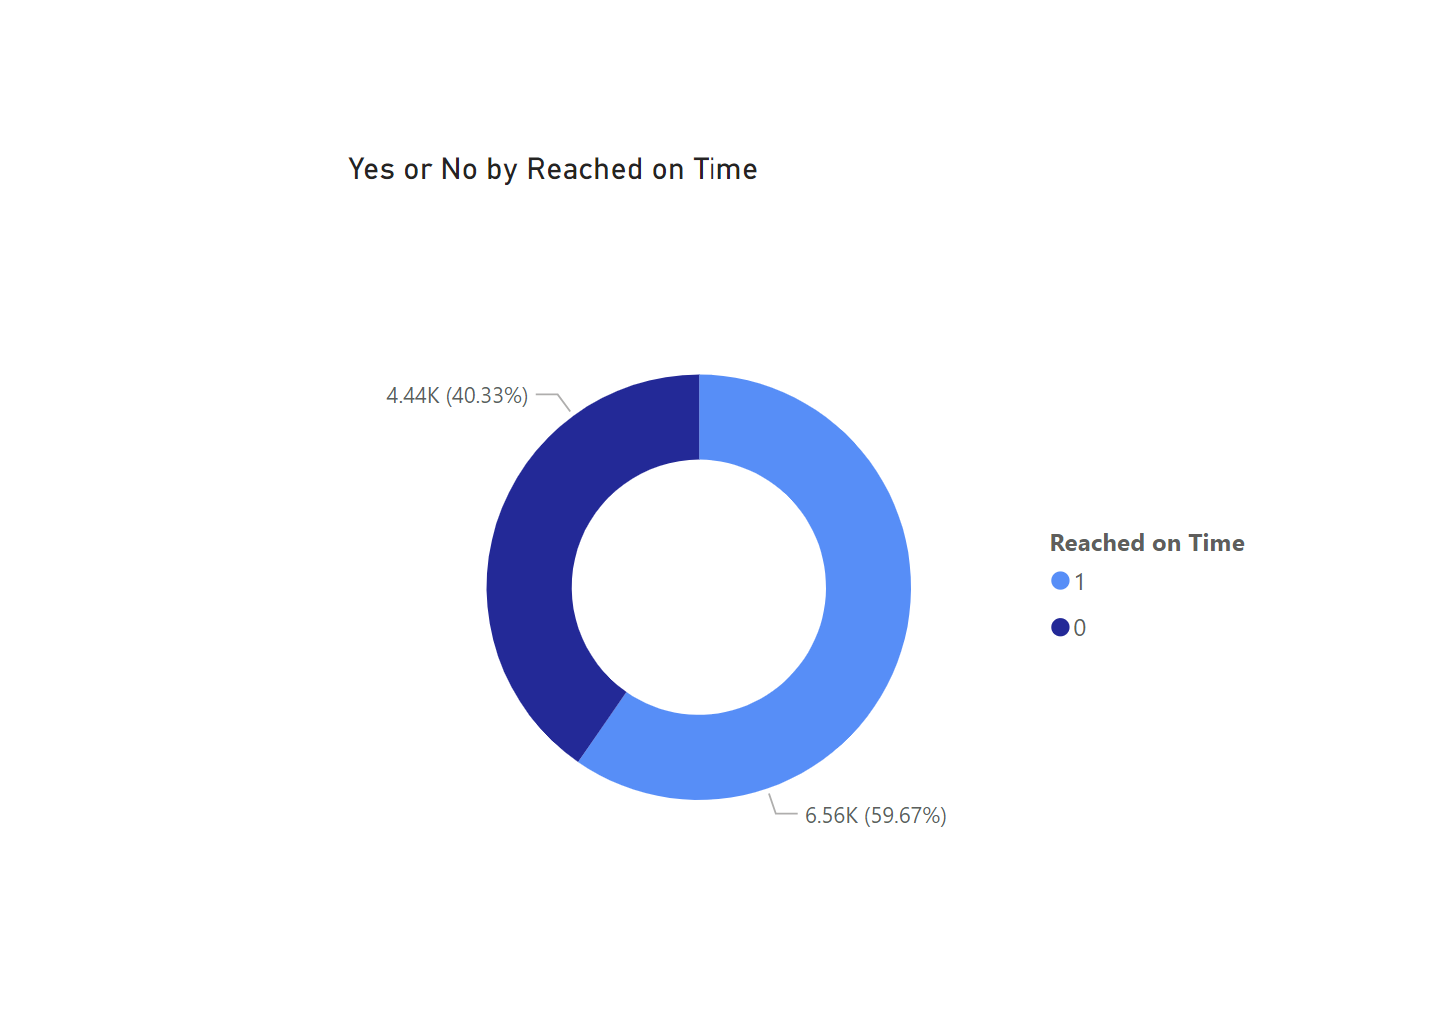 Yes or No by Reached on Time
4.44K (40.33%)
Reached on Time
1
0
6.56K (59.67%)